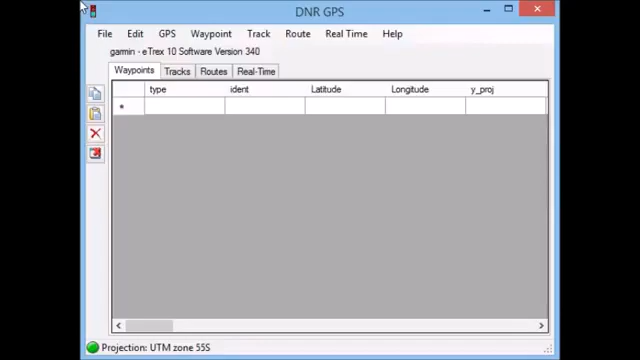 DNR GPS
File Edit GPS Waypoint Track Route Real Time Help
garmin - eTrex 10 Software Version 340
Waypoints Tracks Routes Real-Time
type ident Latitude Longitude y_proj
Projection: UTM zone 55S